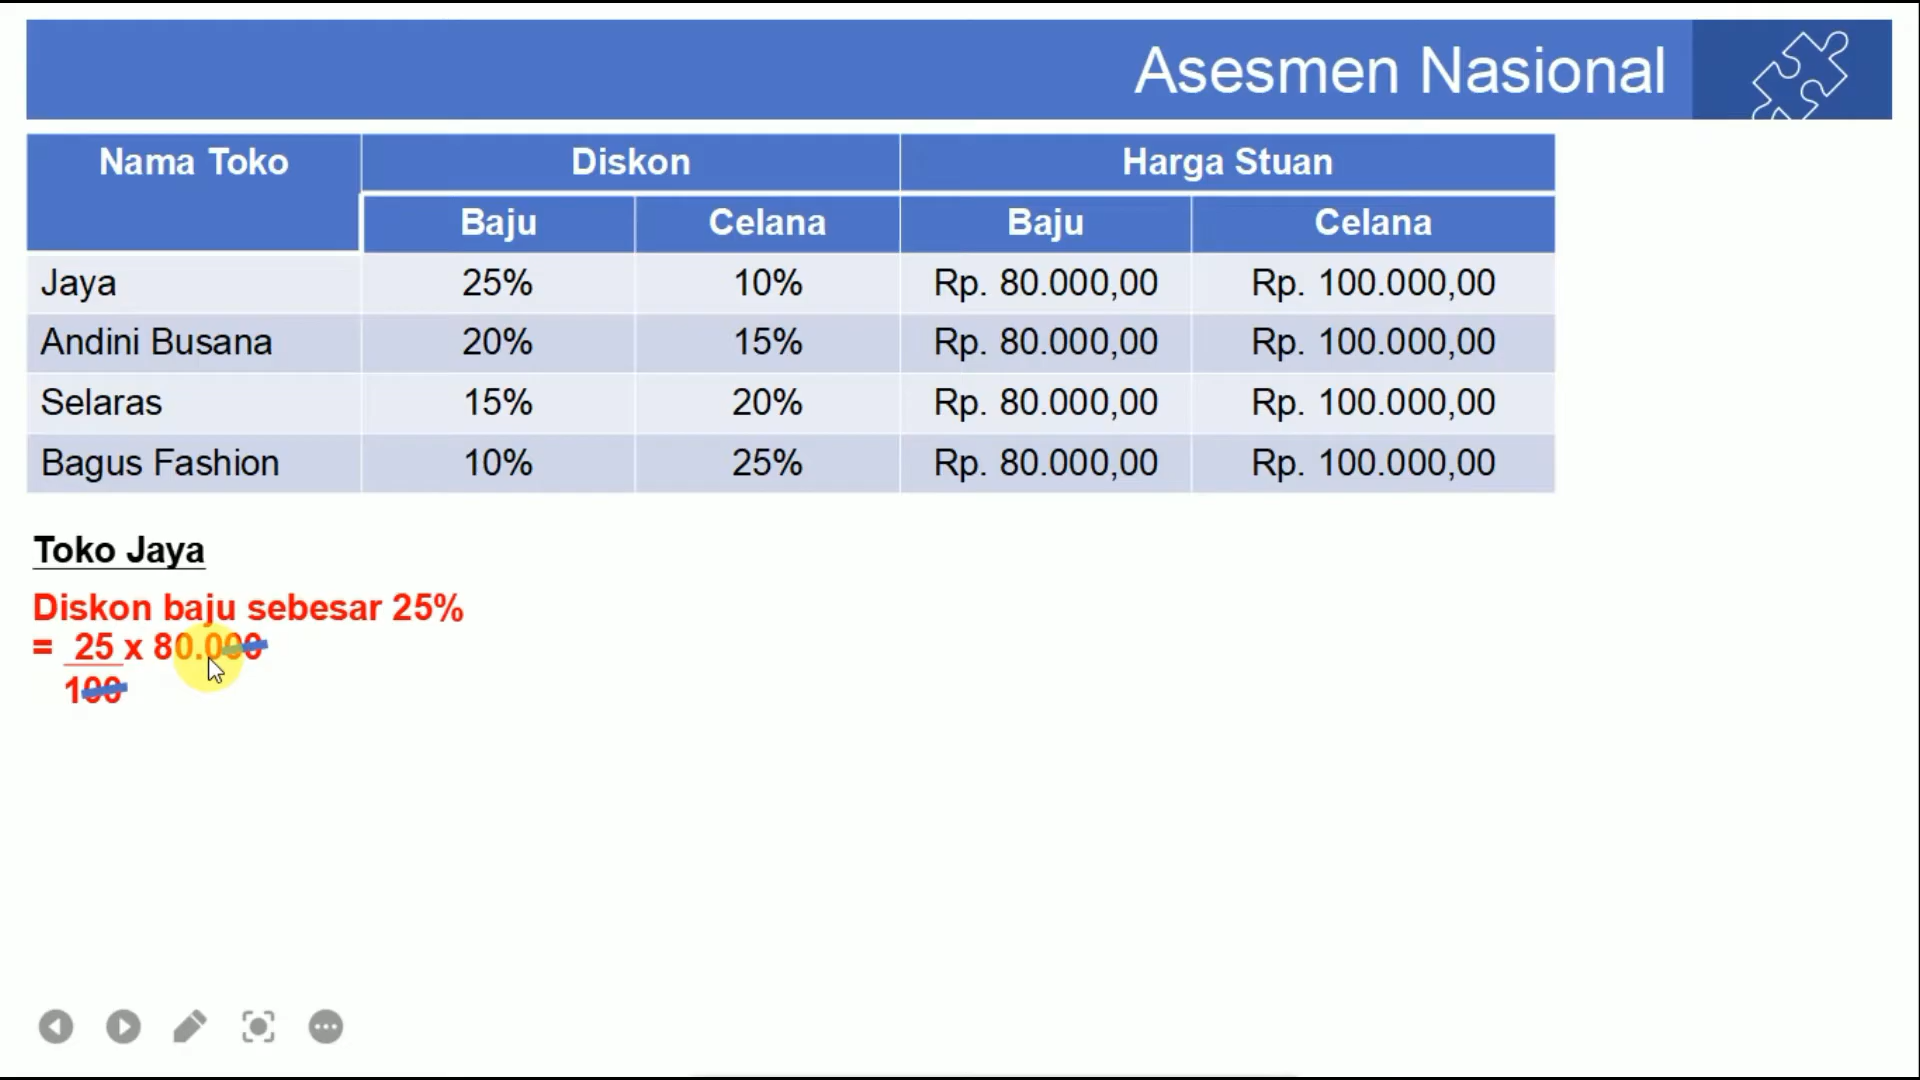 Asesmen Nasional
Nama Toko Diskon Harga Stuan
Baju Celana Baju Celana
Jaya 25% 10% Rp. 80.000,00 Rp. 100.000,00
Andini Busana 20% 15% Rp. 80.000,00 Rp. 100.000,00
Selaras 15% 20% Rp. 80.000,00 Rp. 100.000,00
Bagus Fashion 10% 25% Rp. 80.000,00 Rp. 100.000,00
Toko Jaya
Diskon baju sebesar 25%
= 25 x 80.000
100